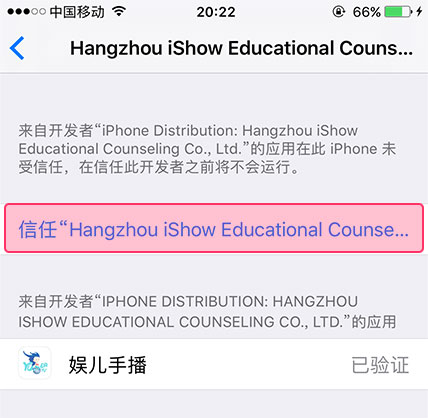 中国移动 20:22 66%
Hangzhou iShow Educational Couns...
来自开发者“iPhone Distribution: Hangzhou iShow
Educational Counseling Co., Ltd.”的应用在此 iPhone 未
受信任，在信任此开发者之前将不会运行。
信任“Hangzhou iShow Educational Counse...
来自开发者“IPHONE DISTRIBUTION: HANGZHOU
ISHOW EDUCATIONAL COUNSELING CO., LTD.”的应用
娱儿手播 已验证